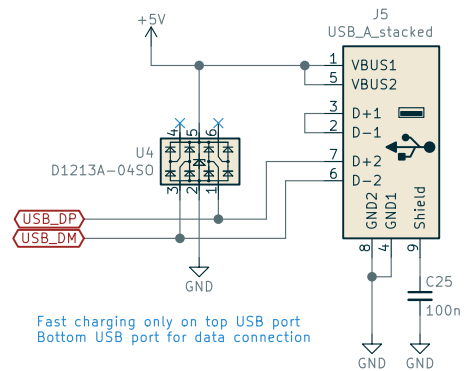 +5V
J5
USB_A_stacked
1
VBUS1
5
VBUS2
3
D+1
2
D-1
7
D+2
6
D-2
GND2
GND1
Shield
8
4
9
U4
D1213A-04SO
4
5
6
3
2
1
USB_DP
USB_DM
GND
C25
100n
Fast charging only on top USB port
Bottom USB port for data connection
GND
GND